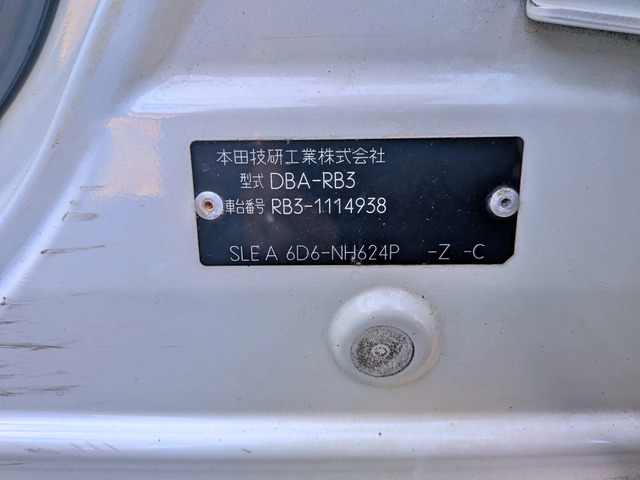 本田技研工業株式会社
型式 DBA-RB3
車台番号 RB3-1114938
SLE A 6D6-NH624P -Z -C